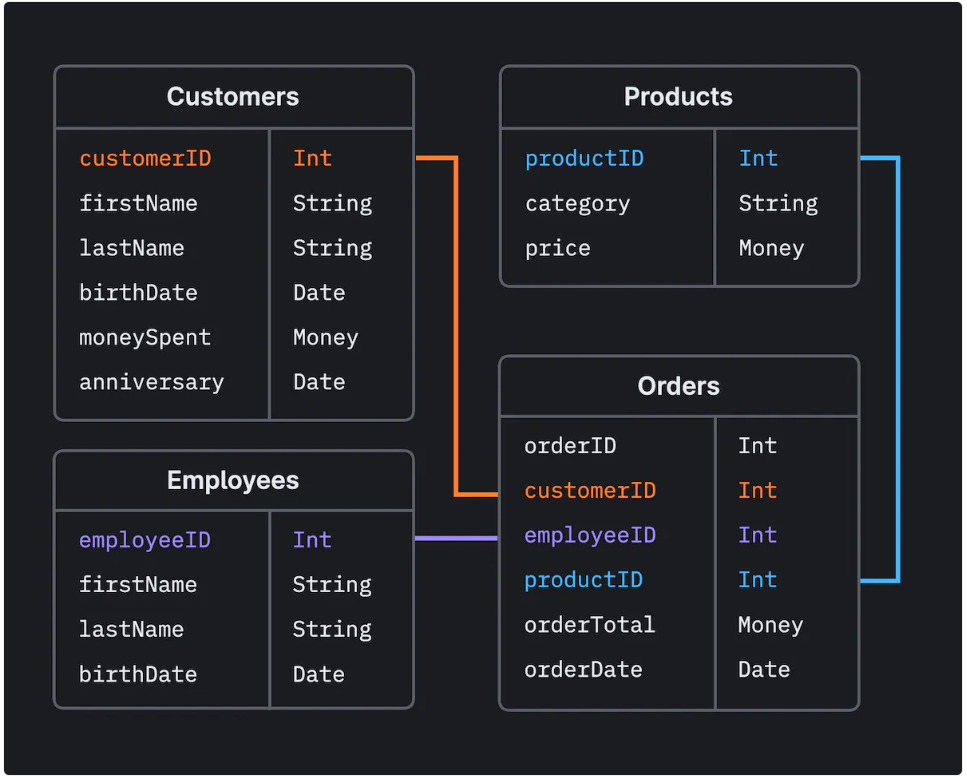 Customers
customerID Int
firstName String
lastName String
birthDate Date
moneySpent Money
anniversary Date
Products
productID Int
category String
price Money
Employees
employeeID Int
firstName String
lastName String
birthDate Date
Orders
orderID Int
customerID Int
employeeID Int
productID Int
orderTotal Money
orderDate Date